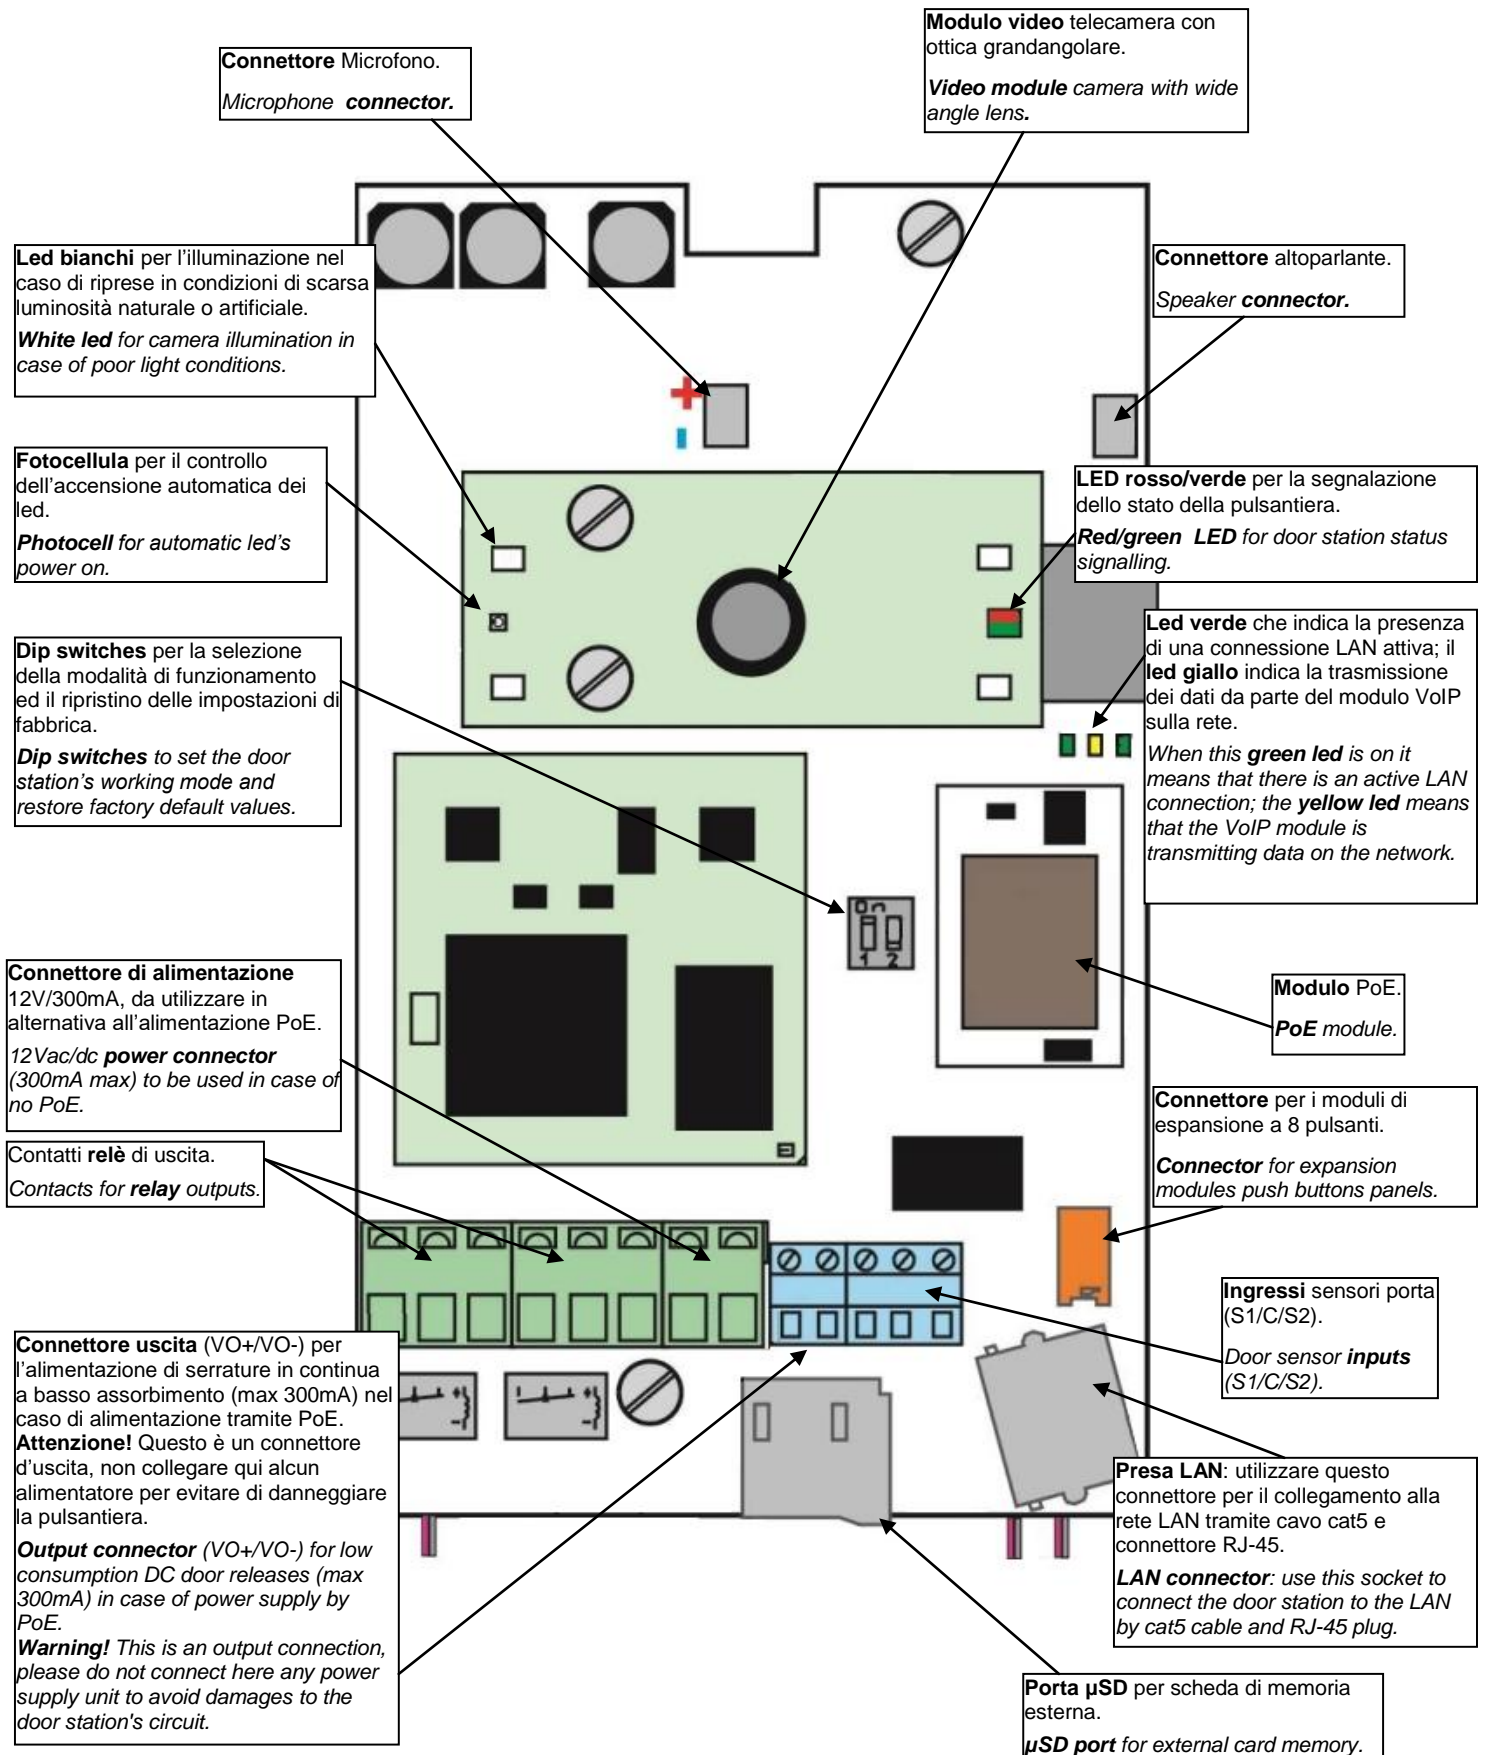 Modulo video telecamera con
ottica grandangolare.
Video module camera with wide
angle lens.
Connettore Microfono.
Microphone connector.
Led bianchi per l'illuminazione nel
caso di riprese in condizioni di scarsa
luminosità naturale o artificiale.
White led for camera illumination in
case of poor light conditions.
Connettore altoparlante.
Speaker connector.
Fotocellula per il controllo
dell'accensione automatica dei
led.
Photocell for automatic led's
power on.
LED rosso/verde per la segnalazione
dello stato della pulsantiera.
Red/green LED for door station status
signalling.
Dip switches per la selezione
della modalità di funzionamento
ed il ripristino delle impostazioni di
fabbrica.
Dip switches to set the door
station's working mode and
restore factory default values.
Led verde che indica la presenza
di una connessione LAN attiva; il
led giallo indica la trasmissione
dei dati da parte del modulo VoIP
sulla rete.
When this green led is on it
means that there is an active LAN
connection; the yellow led means
that the VoIP module is
transmitting data on the network.
1 2
Connettore di alimentazione
12V/300mA, da utilizzare in
alternativa all'alimentazione PoE.
12Vac/dc power connector
(300mA max) to be used in case of
no PoE.
Modulo PoE.
PoE module.
Connettore per i moduli di
espansione a 8 pulsanti.
Connector for expansion
modules push buttons panels.
Contatti relè di uscita.
Contacts for relay outputs.
Ingressi sensori porta
(S1/C/S2).
Door sensor inputs
(S1/C/S2).
Connettore uscita (VO+/VO-) per
l'alimentazione di serrature in continua
a basso assorbimento (max 300mA) nel
caso di alimentazione tramite PoE.
Attenzione! Questo è un connettore
d'uscita, non collegare qui alcun
alimentatore per evitare di danneggiare
la pulsantiera.
Output connector (VO+/VO-) for low
consumption DC door releases (max
300mA) in case of power supply by
PoE.
Warning! This is an output connection,
please do not connect here any power
supply unit to avoid damages to the
door station's circuit.
Presa LAN: utilizzare questo
connettore per il collegamento alla
rete LAN tramite cavo cat5 e
connettore RJ-45.
LAN connector: use this socket to
connect the door station to the LAN
by cat5 cable and RJ-45 plug.
Porta µSD per scheda di memoria
esterna.
µSD port for external card memory.